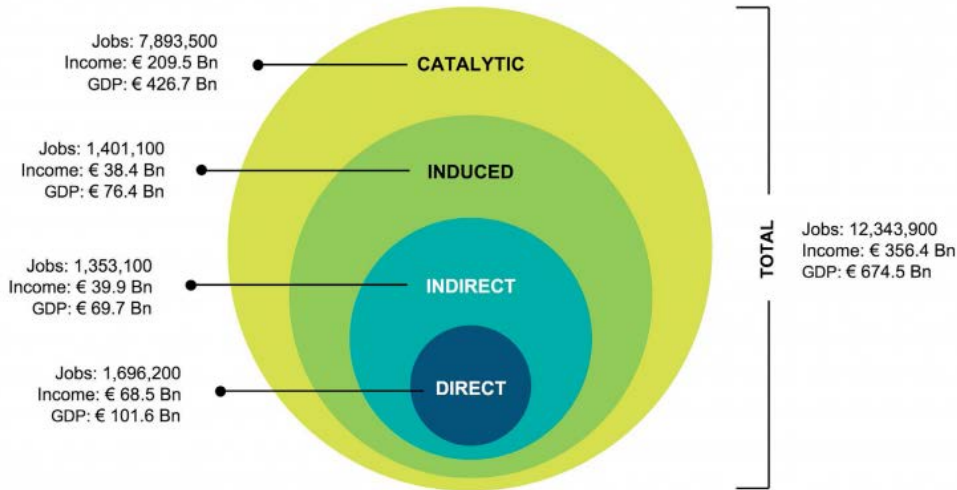 Jobs: 7,893,500
Income: € 209.5 Bn
GDP: € 426.7 Bn
CATALYTIC
Jobs: 1,401,100
Income: € 38.4 Bn
GDP: € 76.4 Bn
INDUCED
Jobs: 1,353,100
Income: € 39.9 Bn
GDP: € 69.7 Bn
INDIRECT
Jobs: 1,696,200
Income: € 68.5 Bn
GDP: € 101.6 Bn
DIRECT
TOTAL
Jobs: 12,343,900
Income: € 356.4 Bn
GDP: € 674.5 Bn